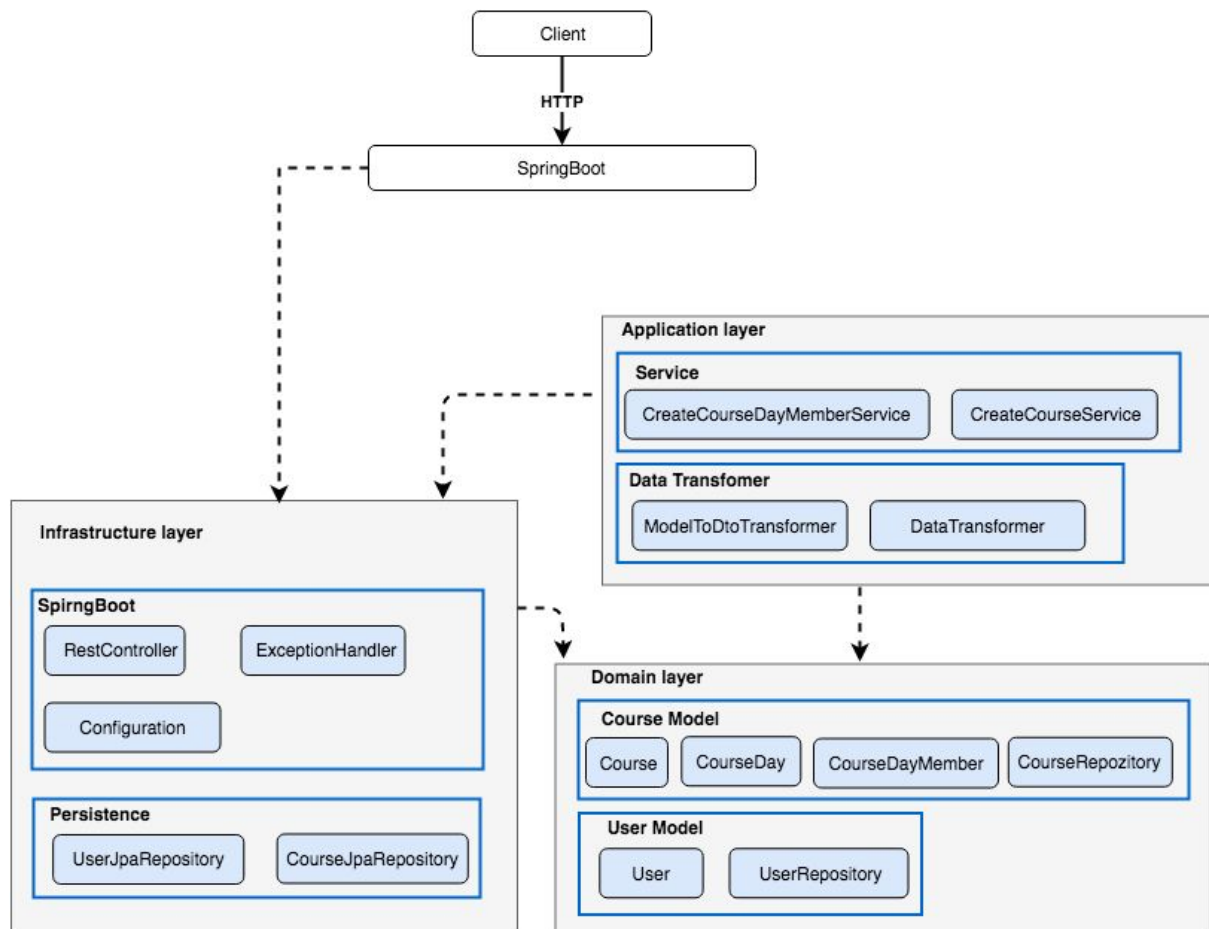 Client
HTTP
SpringBoot
Application layer
Service
CreateCourseDayMemberService
CreateCourseService
Data Transfomer
ModelToDtoTransformer
DataTransformer
Infrastructure layer
SpirngBoot
RestController
ExceptionHandler
Configuration
Persistence
UserJpaRepository
CourseJpaRepository
Domain layer
Course Model
Course
CourseDay
CourseDayMember
CourseRepozitory
User Model
User
UserRepository